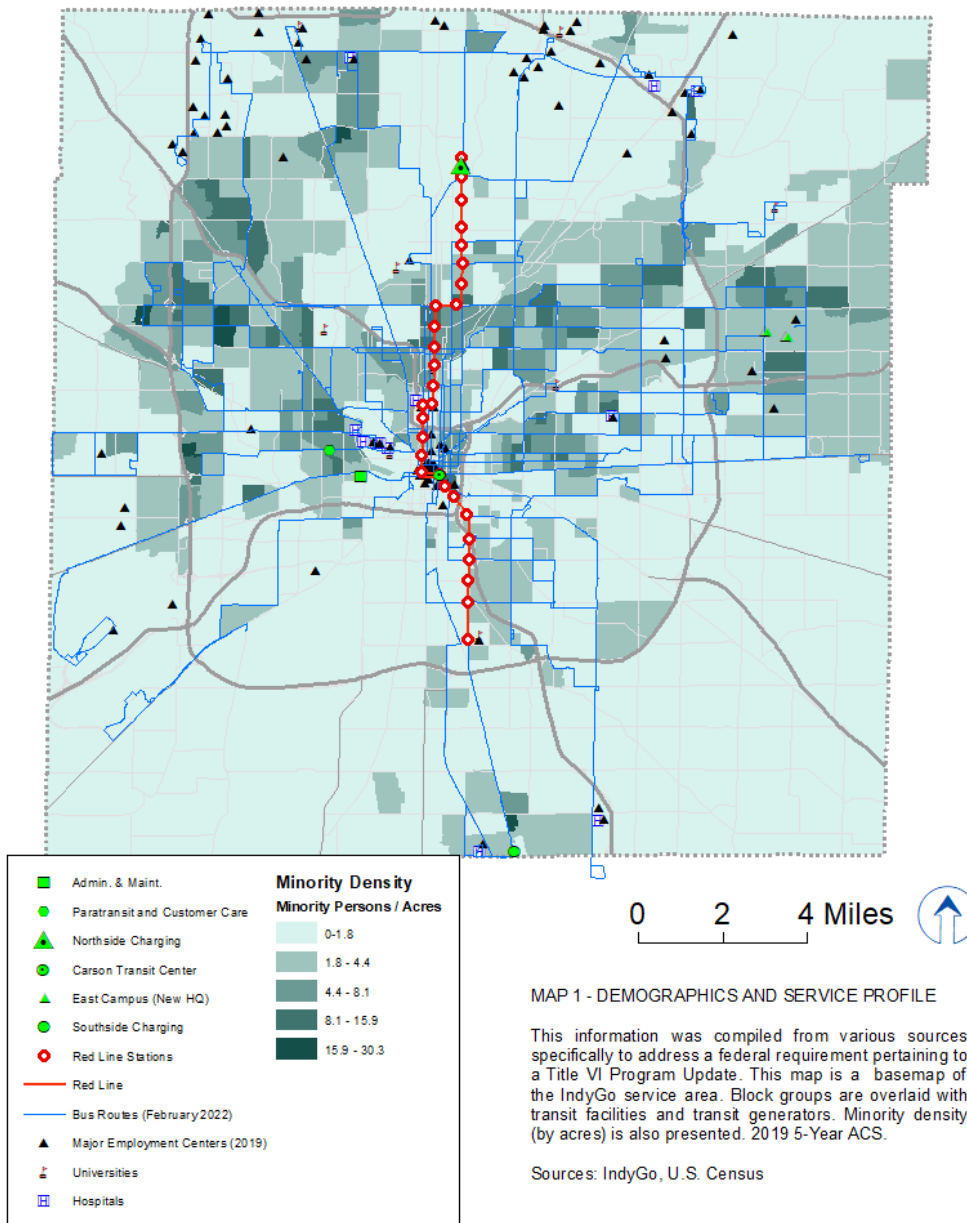 Admin. & Maint.
Paratransit and Customer Care
Northside Charging
Carson Transit Center
East Campus (New HQ)
Southside Charging
Red Line Stations
Red Line
Bus Routes (February 2022)
Major Employment Centers (2019)
Universities
Hospitals
Minority Density
Minority Persons / Acres
0-1.8
1.8 - 4.4
4.4 - 8.1
8.1 - 15.9
15.9 - 30.3
0 2 4 Miles
MAP 1 - DEMOGRAPHICS AND SERVICE PROFILE
This information was compiled from various sources
specifically to address a federal requirement pertaining to
a Title VI Program Update. This map is a basemap of
the IndyGo service area. Block groups are overlaid with
transit facilities and transit generators. Minority density
(by acres) is also presented. 2019 5-Year ACS.
Sources: IndyGo, U.S. Census